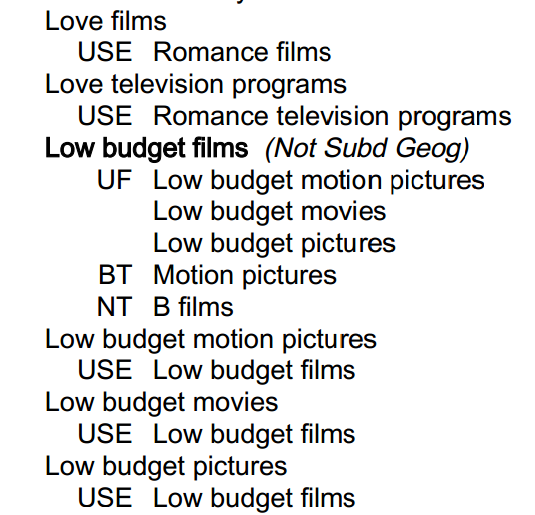 Love films
USE Romance films
Love television programs
USE Romance television programs
Low budget films (Not Subd Geog)
UF Low budget motion pictures
Low budget movies
Low budget pictures
BT Motion pictures
NT B films
Low budget motion pictures
USE Low budget films
Low budget movies
USE Low budget films
Low budget pictures
USE Low budget films